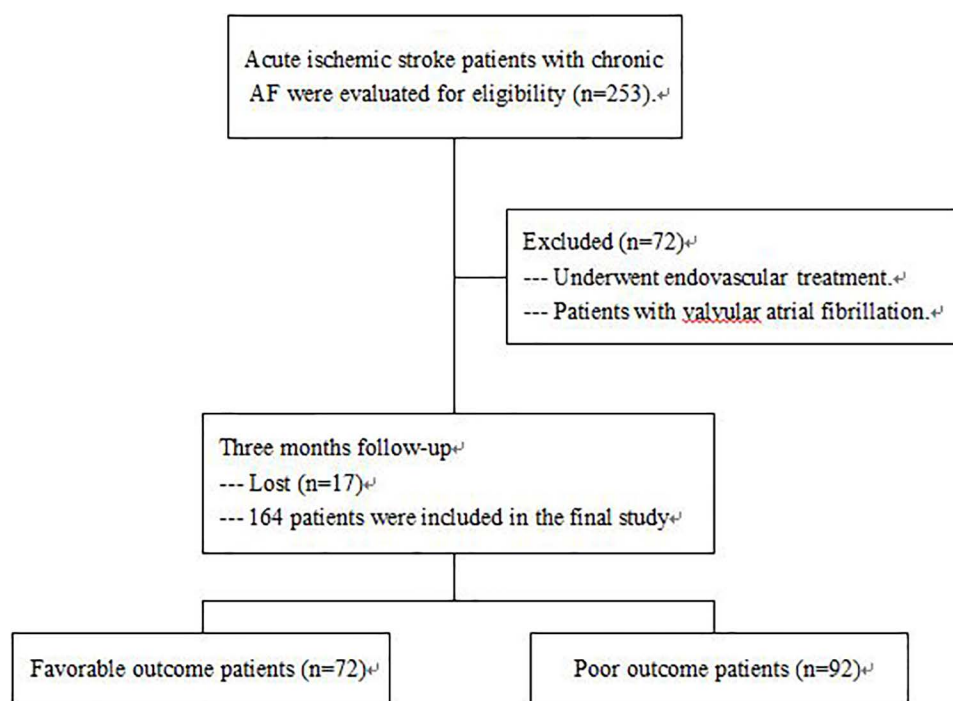 Acute ischemic stroke patients with chronic
AF were evaluated for eligibility (n=253).↵
Excluded (n=72)↵
--- Underwent endovascular treatment.↵
--- Patients with valvular atrial fibrillation.↵
Three months follow-up↵
--- Lost (n=17)↵
--- 164 patients were included in the final study↵
Favorable outcome patients (n=72)↵
Poor outcome patients (n=92)↵